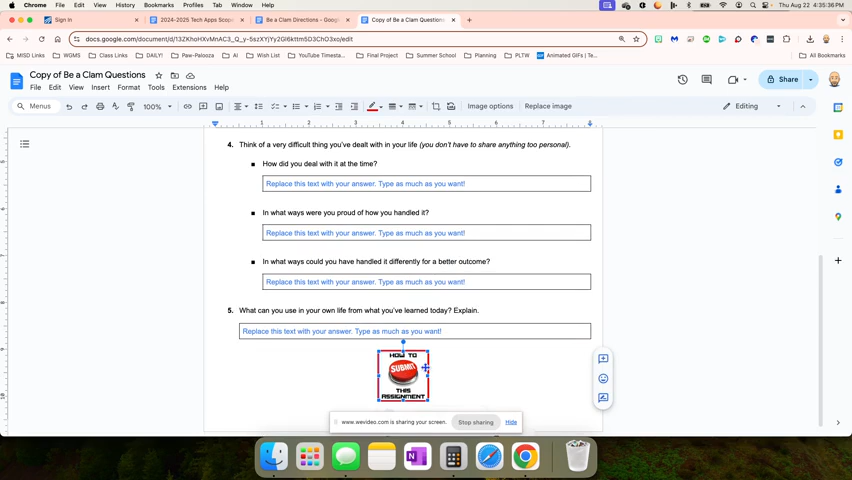 Chrome File Edit View History Bookmarks Profiles Tab Window Help
Thu Aug 22 4:35:36 PM
Sign In
2024-2025 Tech Apps Scope
Be a Clam Directions - Google
Copy of Be a Clam Questions
MISD Links WGMS Class Links DAILY! Paw-Palooza AI Wish List YouTube Timesta... Final Project Summer School Planning PLTW Animated GIFs | Te... All Bookmarks
Copy of Be a Clam Questions
File Edit View Insert Format Tools Extensions Help
Share
Menus 100% Image options Replace image Editing
1 2 3 4 5 6 7 8
4. Think of a very difficult thing you've dealt with in your life (you don't have to share anything too personal).
How did you deal with it at the time?
Replace this text with your answer. Type as much as you want!
In what ways were you proud of how you handled it?
Replace this text with your answer. Type as much as you want!
In what ways could you have handled it differently for a better outcome?
Replace this text with your answer. Type as much as you want!
5. What can you use in your own life from what you've learned today? Explain.
Replace this text with your answer. Type as much as you want!
HOW TO
SUBMIT
THIS
ASSIGNMENT
www.wevideo.com is sharing your screen. Stop sharing Hide